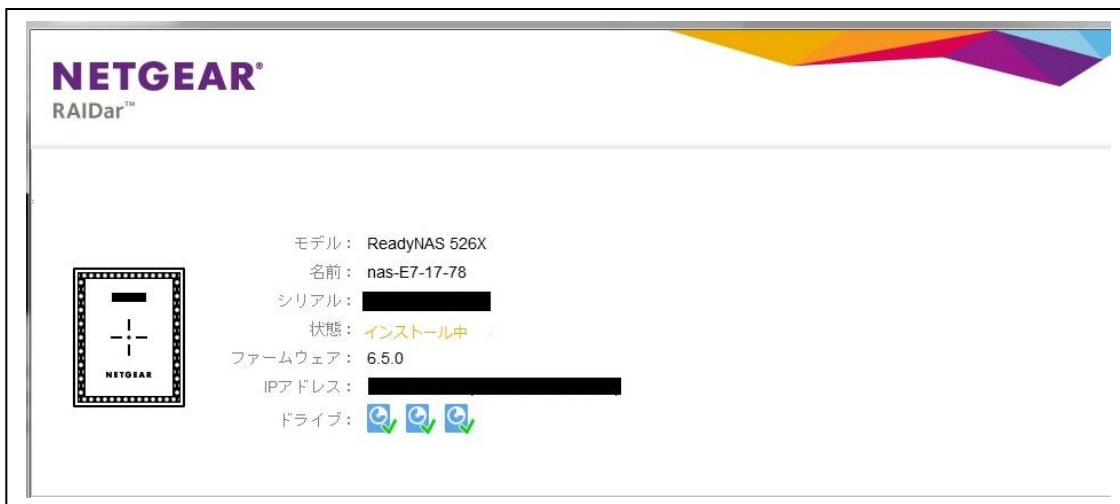 NETGEAR®
RAIDar™
モデル： ReadyNAS 526X
名前： nas-E7-17-78
シリアル：
状態： インストール中
ファームウェア： 6.5.0
IPアドレス：
ドライブ：
NETGEAR